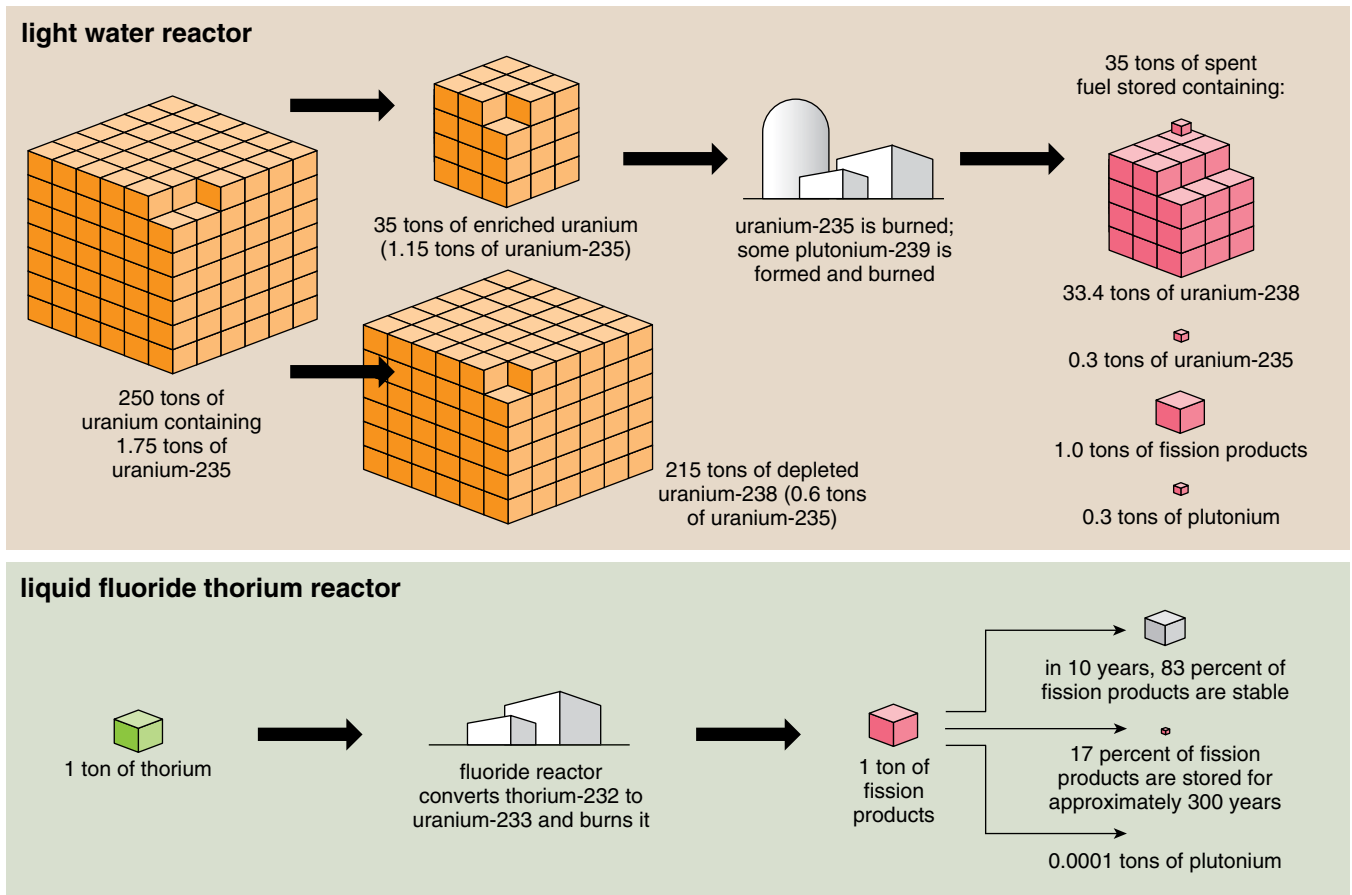 light water reactor
250 tons of
uranium containing
1.75 tons of
uranium-235
35 tons of enriched uranium
(1.15 tons of uranium-235)
215 tons of depleted
uranium-238 (0.6 tons
of uranium-235)
uranium-235 is burned;
some plutonium-239 is
formed and burned
35 tons of spent
fuel stored containing:
33.4 tons of uranium-238
0.3 tons of uranium-235
1.0 tons of fission products
0.3 tons of plutonium
liquid fluoride thorium reactor
1 ton of thorium
fluoride reactor
converts thorium-232 to
uranium-233 and burns it
1 ton of
fission
products
in 10 years, 83 percent of
fission products are stable
17 percent of fission
products are stored for
approximately 300 years
0.0001 tons of plutonium